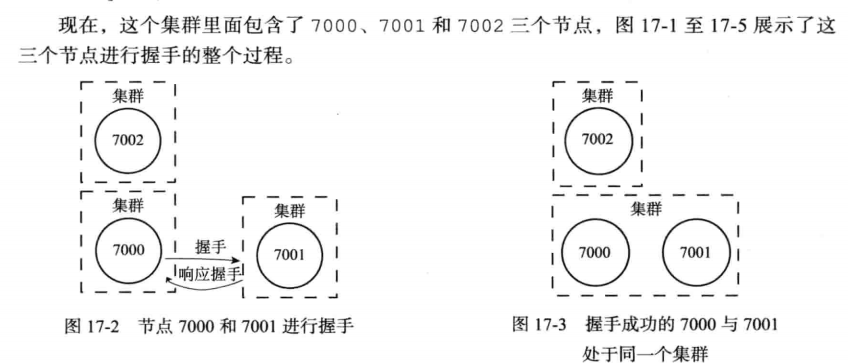 现在，这个集群里面包含了 7000、7001 和 7002 三个节点，图 17-1 至 17-5 展示了这
三个节点进行握手的整个过程。
集群
7002
集群
7000
握手
响应握手
集群
7001
图 17-2 节点 7000 和 7001 进行握手
集群
7002
集群
7000
7001
图 17-3 握手成功的 7000 与 7001
处于同一个集群